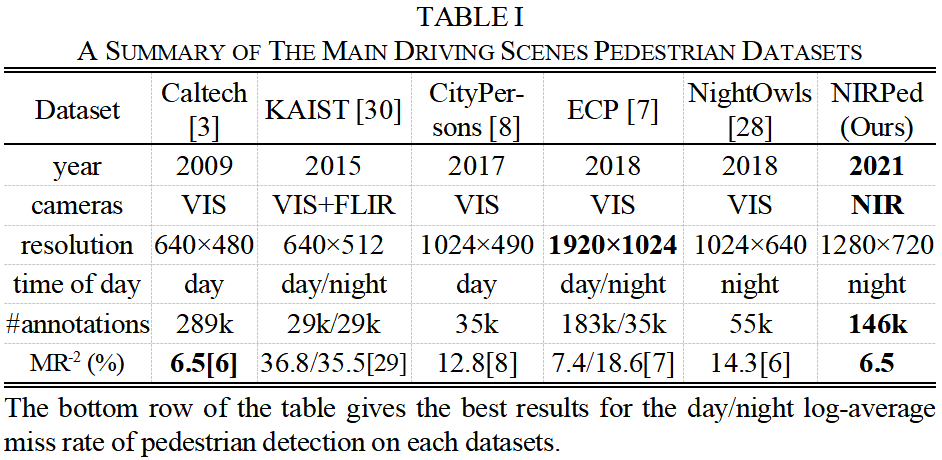 TABLE I
A SUMMARY OF THE MAIN DRIVING SCENES PEDESTRIAN DATASETS
Dataset Caltech [3] KAIST [30] CityPer-sons [8] ECP [7] NightOwls [28] NIRPed (Ours)
year 2009 2015 2017 2018 2018 2021
cameras VIS VIS+FLIR VIS VIS VIS NIR
resolution 640×480 640×512 1024×490 1920×1024 1024×640 1280×720
time of day day day/night day day/night night night
#annotations 289k 29k/29k 35k 183k/35k 55k 146k
MR-2 (%) 6.5[6] 36.8/35.5[29] 12.8[8] 7.4/18.6[7] 14.3[6] 6.5
The bottom row of the table gives the best results for the day/night log-average
miss rate of pedestrian detection on each datasets.